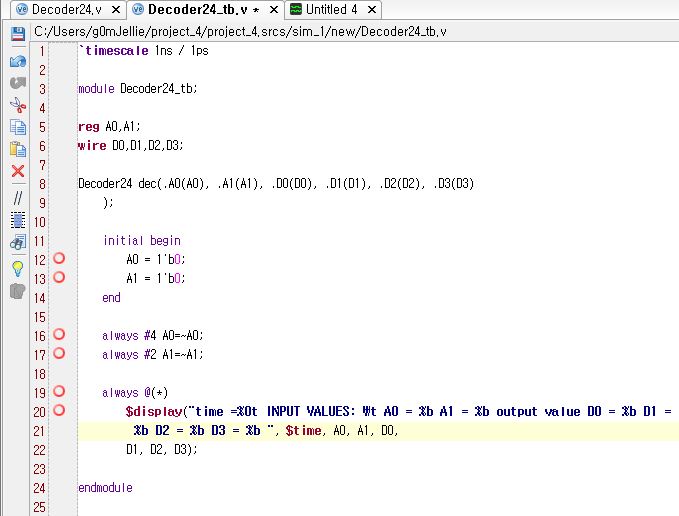 Decoder24.v × Decoder24_tb.v * × Untitled 4 ×
C:/Users/g0mJellie/project_4/project_4.srcs/sim_1/new/Decoder24_tb.v
1 `timescale 1ns / 1ps
2
3 module Decoder24_tb;
4
5 reg A0,A1;
6 wire D0,D1,D2,D3;
7
8 Decoder24 dec(.A0(A0), .A1(A1), .D0(D0), .D1(D1), .D2(D2), .D3(D3)
9 );
10
11 initial begin
12 A0 = 1'b0;
13 A1 = 1'b0;
14 end
15
16 always #4 A0=~A0;
17 always #2 A1=~A1;
18
19 always @(*)
20 $display("time =%0t INPUT VALUES: ₩t A0 = %b A1 = %b output value D0 = %b D1 =
21 %b D2 = %b D3 = %b ", $time, A0, A1, D0,
22 D1, D2, D3);
23
24 endmodule
25